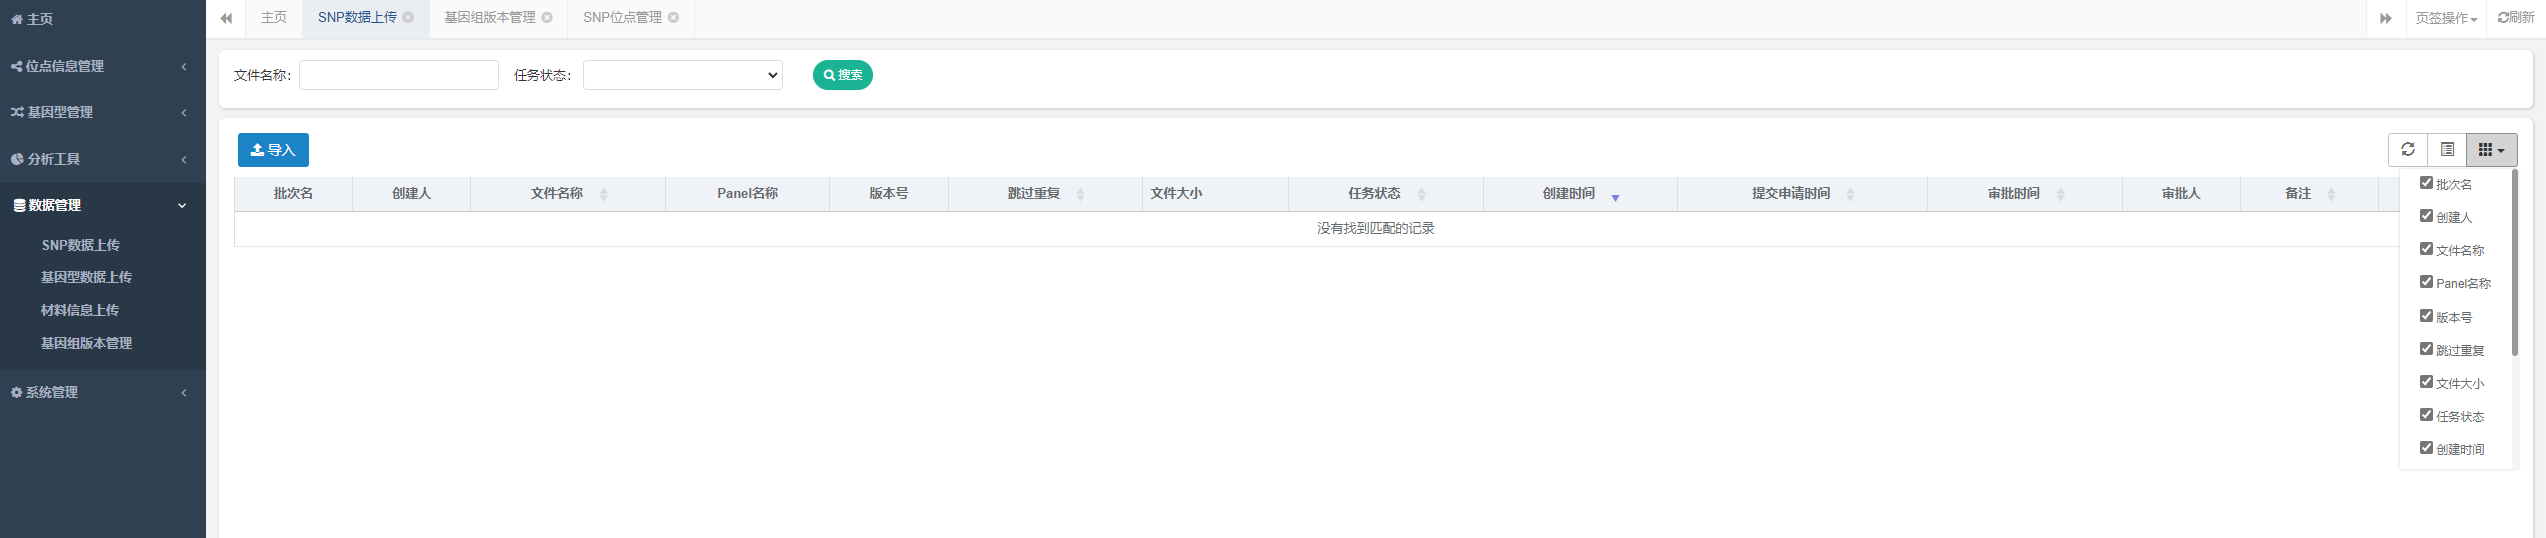 主页
位点信息管理
基因型管理
分析工具
数据管理
SNP数据上传
基因型数据上传
材料信息上传
基因组版本管理
系统管理
主页 SNP数据上传 基因组版本管理 SNP位点管理 页签操作 刷新
文件名称： 任务状态： 搜索
导入
批次名 创建人 文件名称 Panel名称 版本号 跳过重复 文件大小 任务状态 创建时间 提交申请时间 审批时间 审批人 备注
没有找到匹配的记录
批次名
创建人
文件名称
Panel名称
版本号
跳过重复
文件大小
任务状态
创建时间